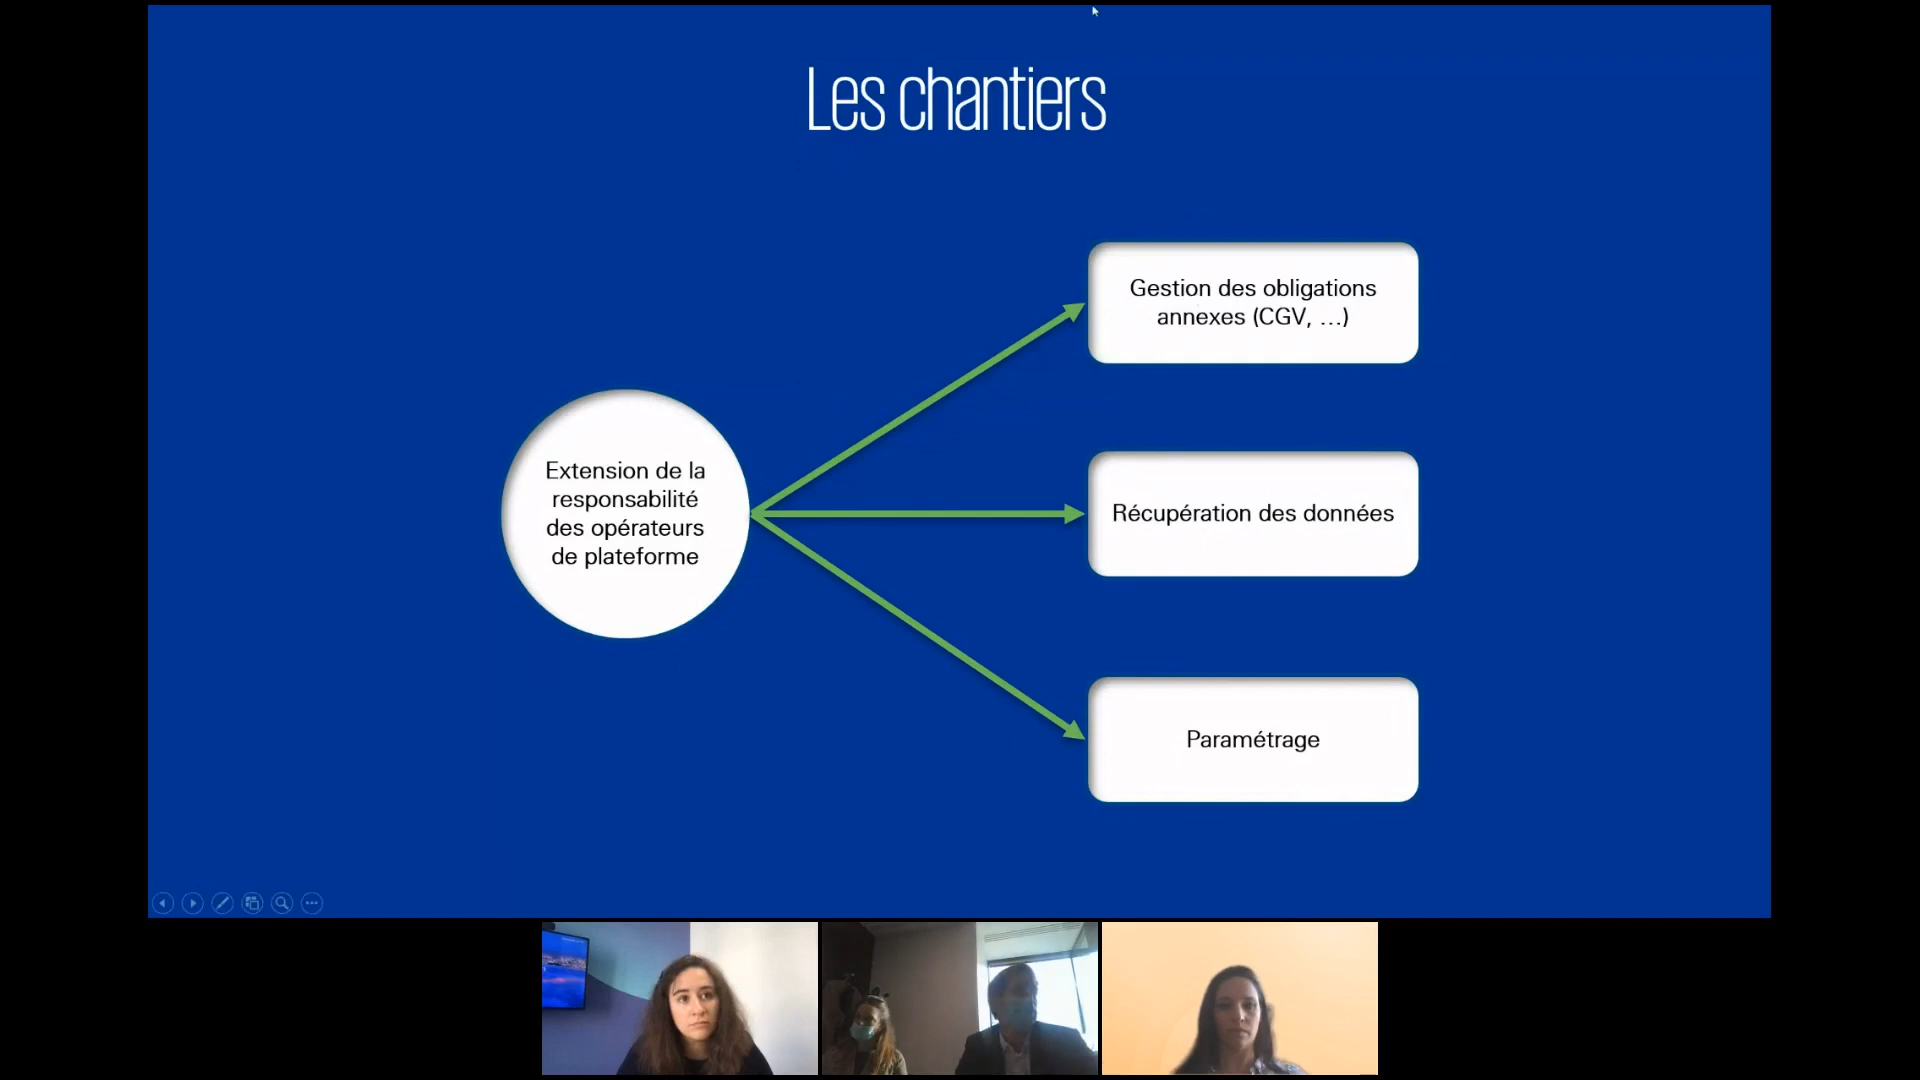 Les chantiers
Gestion des obligations
annexes (CGV, ...)
Extension de la
responsabilité
des opérateurs
de plateforme
Récupération des données
Paramétrage